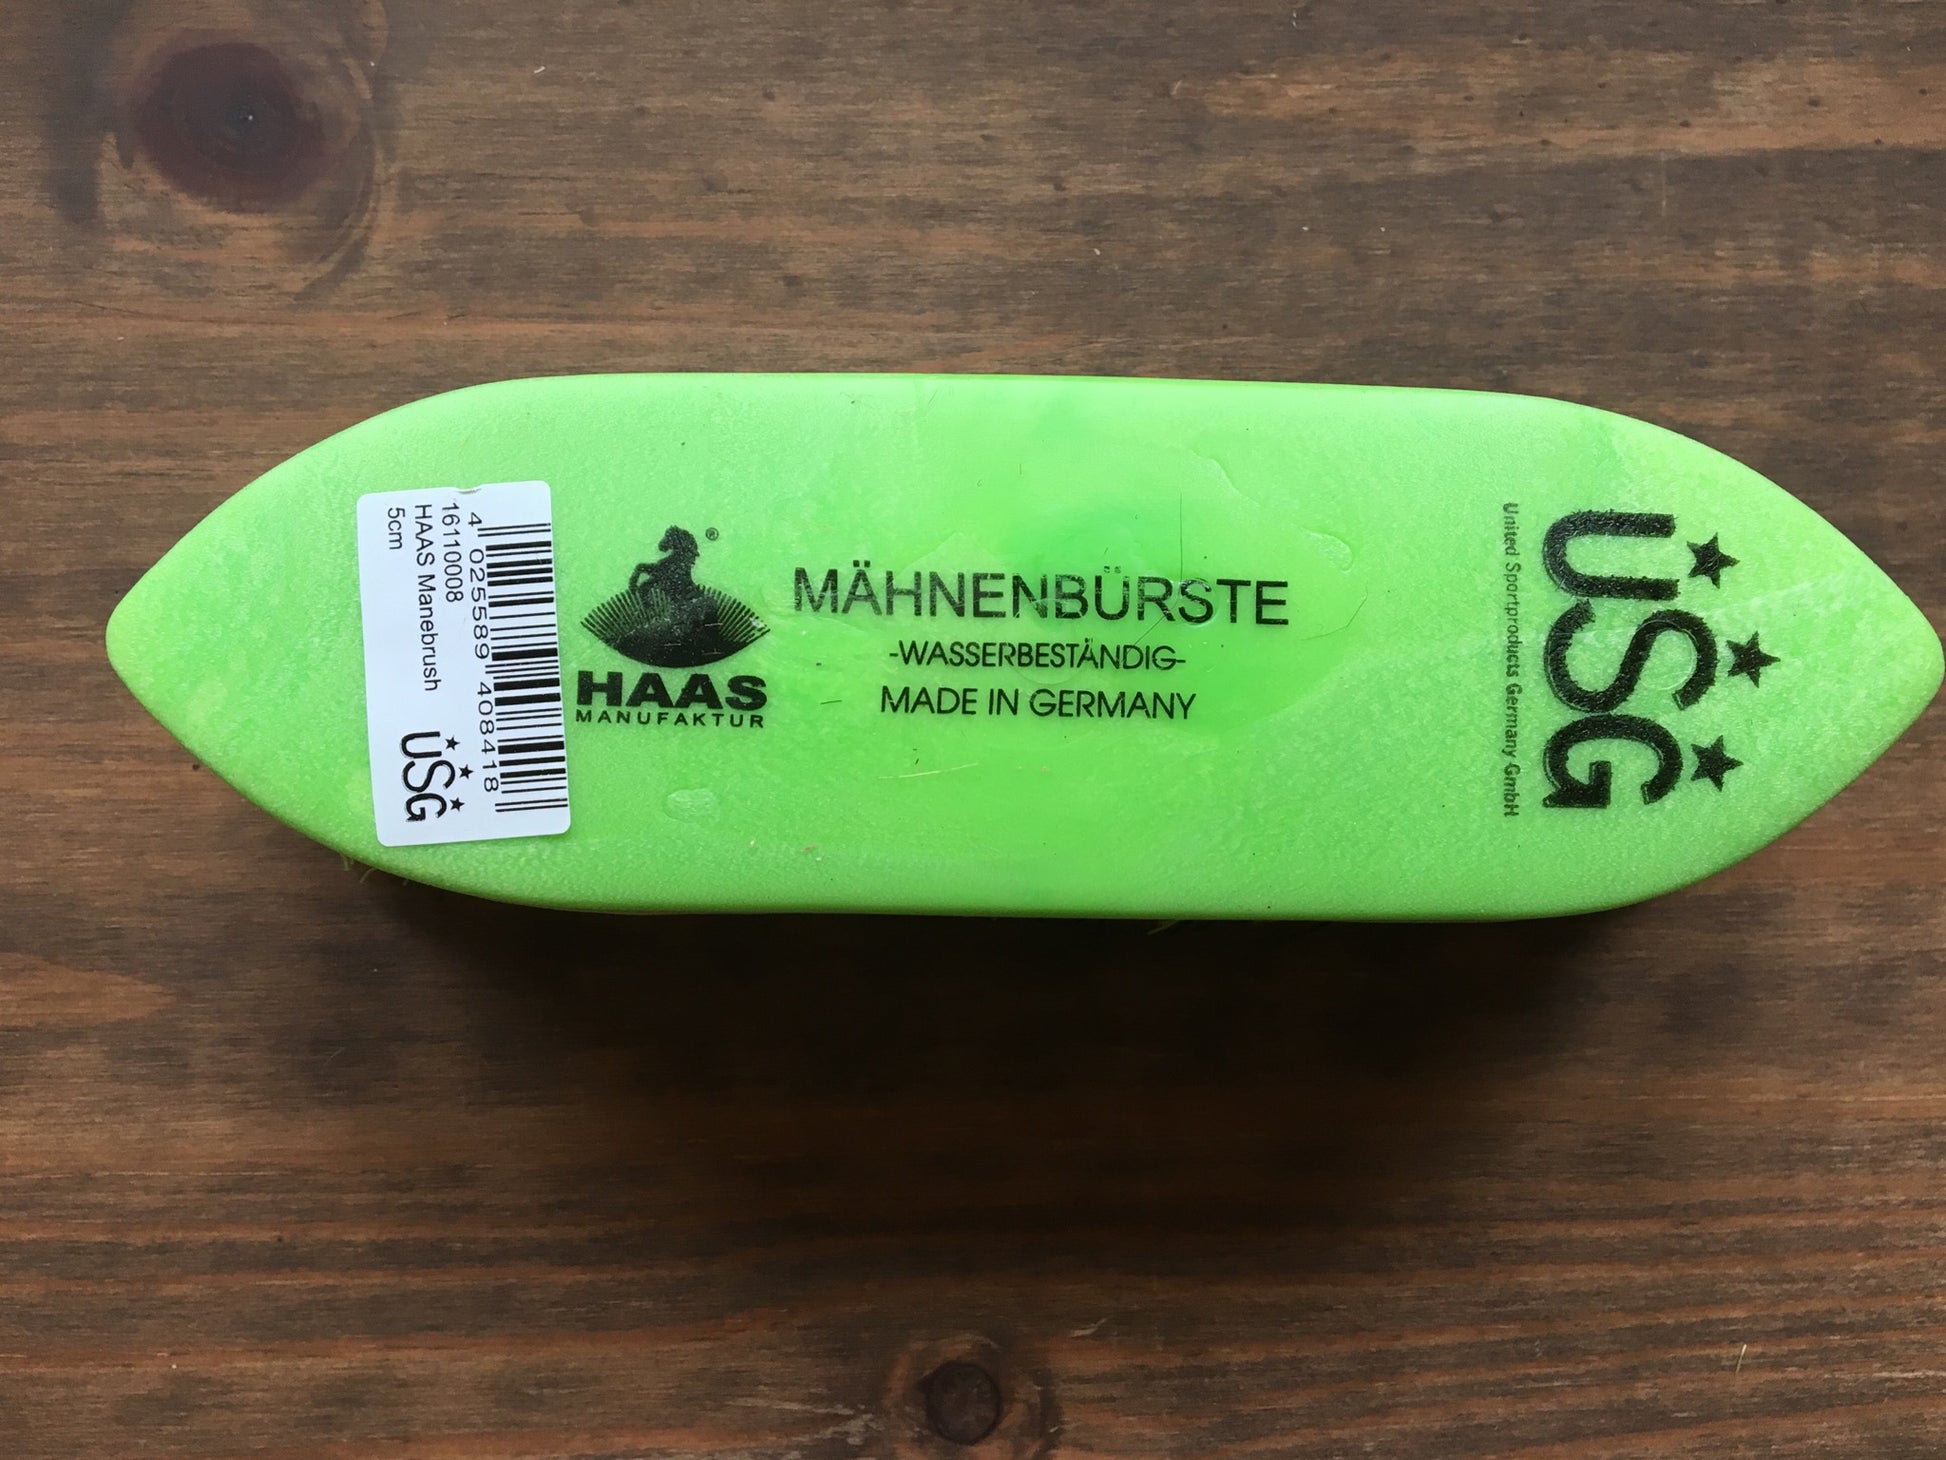 4 025589 408418
16110008
HAAS Manebrush
5cm
USG
®
HAAS
MANUFAKTUR
MÄHNENBÜRSTE
-WASSERBESTÄNDIG-
MADE IN GERMANY
USG
United Sportproducts Germany GmbH